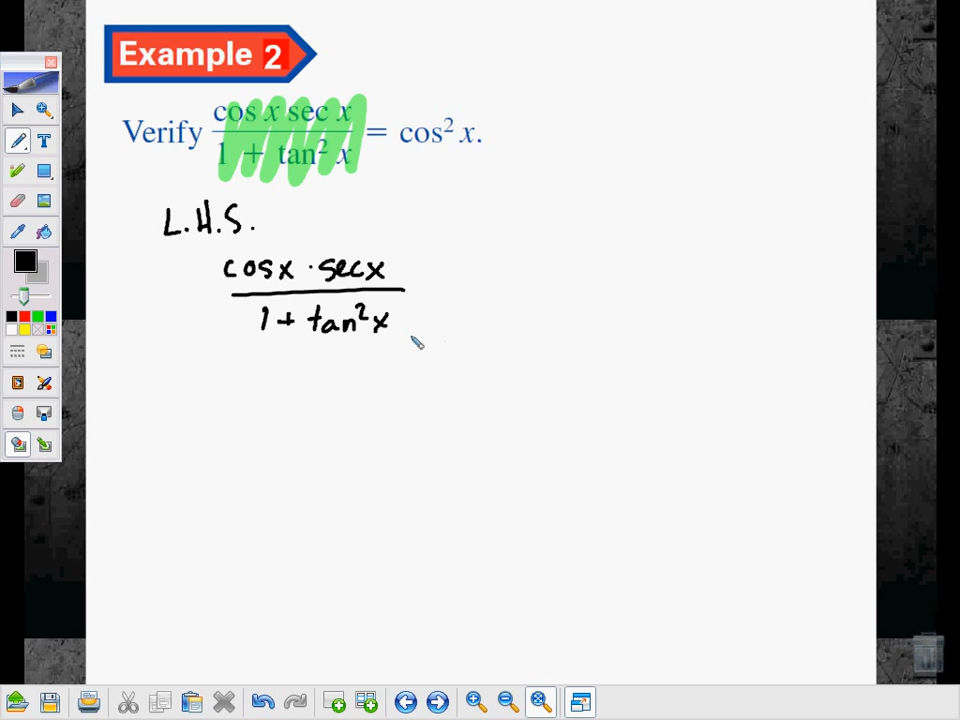 Example 2
Verify cos x sec x / 1 + tan² x = cos² x.
L.H.S.
cosx · secx
1 + tan²x
T